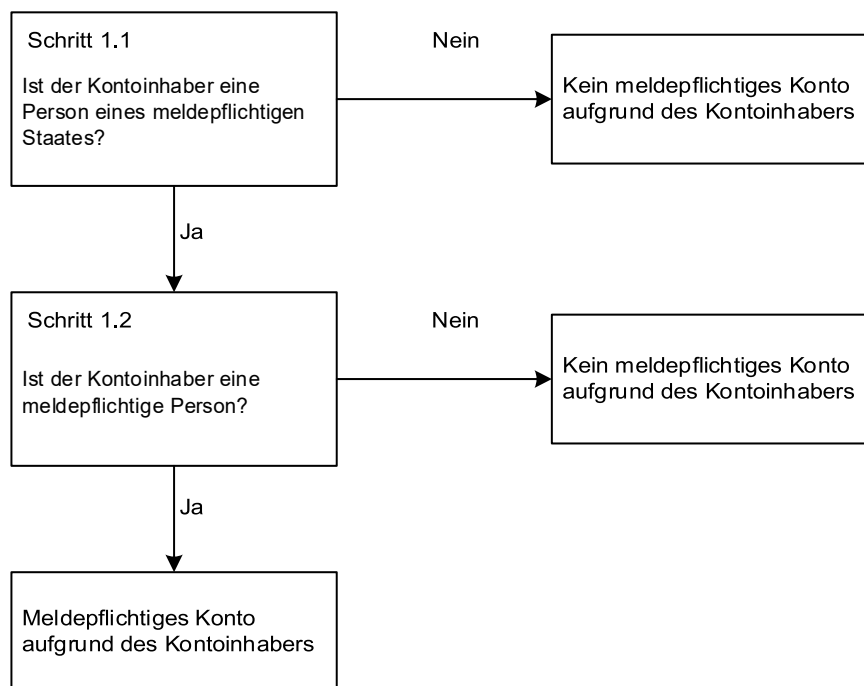 Schritt 1.1
Ist der Kontoinhaber eine
Person eines meldepflichtigen
Staates?
Nein
Kein meldepflichtiges Konto
aufgrund des Kontoinhabers
Ja
Schritt 1.2
Ist der Kontoinhaber eine
meldepflichtige Person?
Nein
Kein meldepflichtiges Konto
aufgrund des Kontoinhabers
Ja
Meldepflichtiges Konto
aufgrund des Kontoinhabers